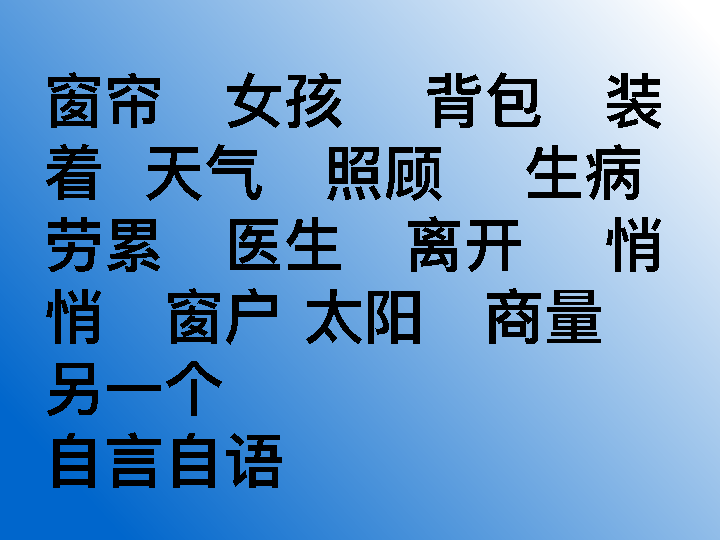 窗帘 女孩 背包 装
着 天气 照顾 生病
劳累 医生 离开 悄
悄 窗户 太阳 商量
另一个
自言自语